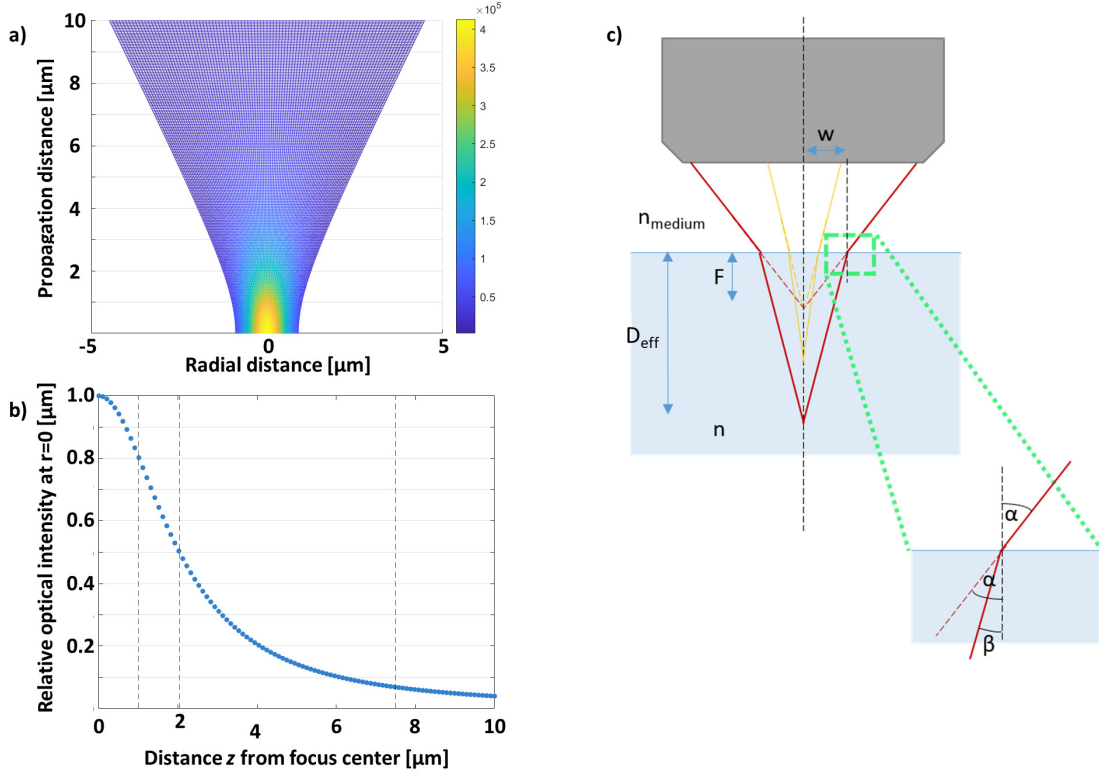 a)
Propagation distance [µm]
10
8
6
4
2
0
-5
0
5
Radial distance [µm]
×10⁵
4
3.5
3
2.5
2
1.5
1
0.5
b)
Relative optical intensity at r=0 [µm]
1.0
0.8
0.6
0.4
0.2
0
2
4
6
8
10
Distance z from focus center [µm]
c)
w
n_medium
F
D_eff
n
α
α
β